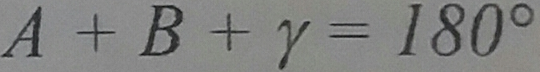 A + B + γ = 180°